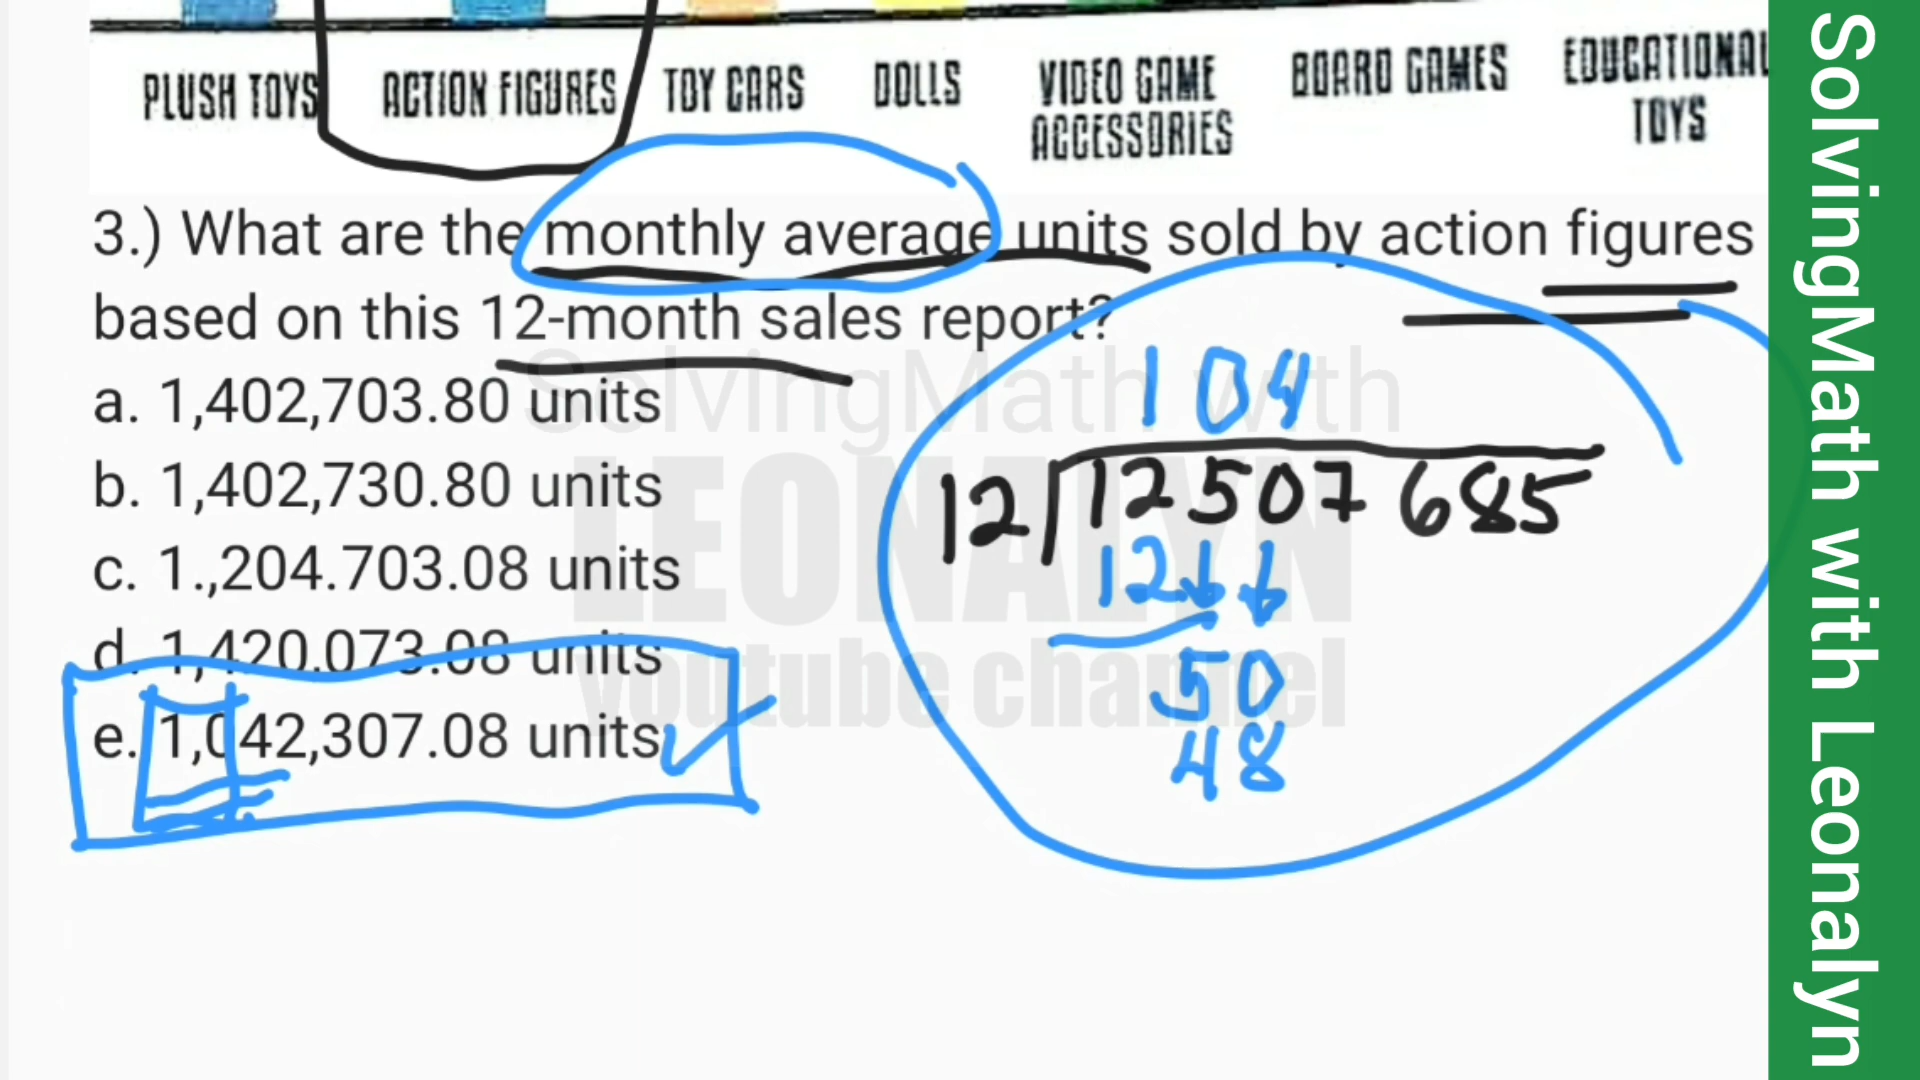 PLUSH TOYS ACTION FIGURES TOY CARS DOLLS VIDEO GAME ACCESSORIES BOARD GAMES EDUCATIONAL TOYS
3.) What are the monthly average units sold by action figures
based on this 12-month sales report?
a. 1,402,703.80 units
b. 1,402,730.80 units
c. 1.,204.703.08 units
d. 1,420,073.08 units
e. 1,042,307.08 units
104
12 12507 685
12
50
48
SolvingMath with
LEONALYN
youtube channel
SolvingMath with Leonalyn